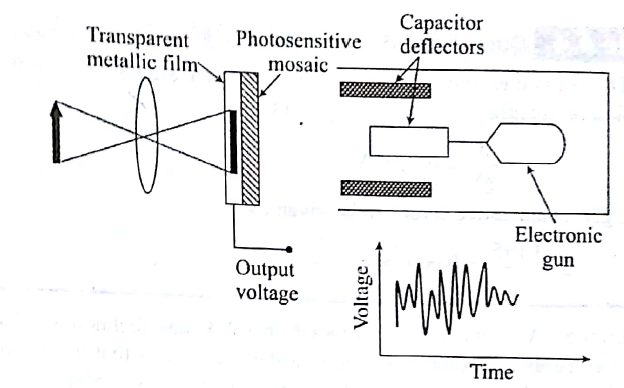 Transparent
metallic film
Photosensitive
mosaic
Capacitor
deflectors
Electronic
gun
Output
voltage
Voltage
Time